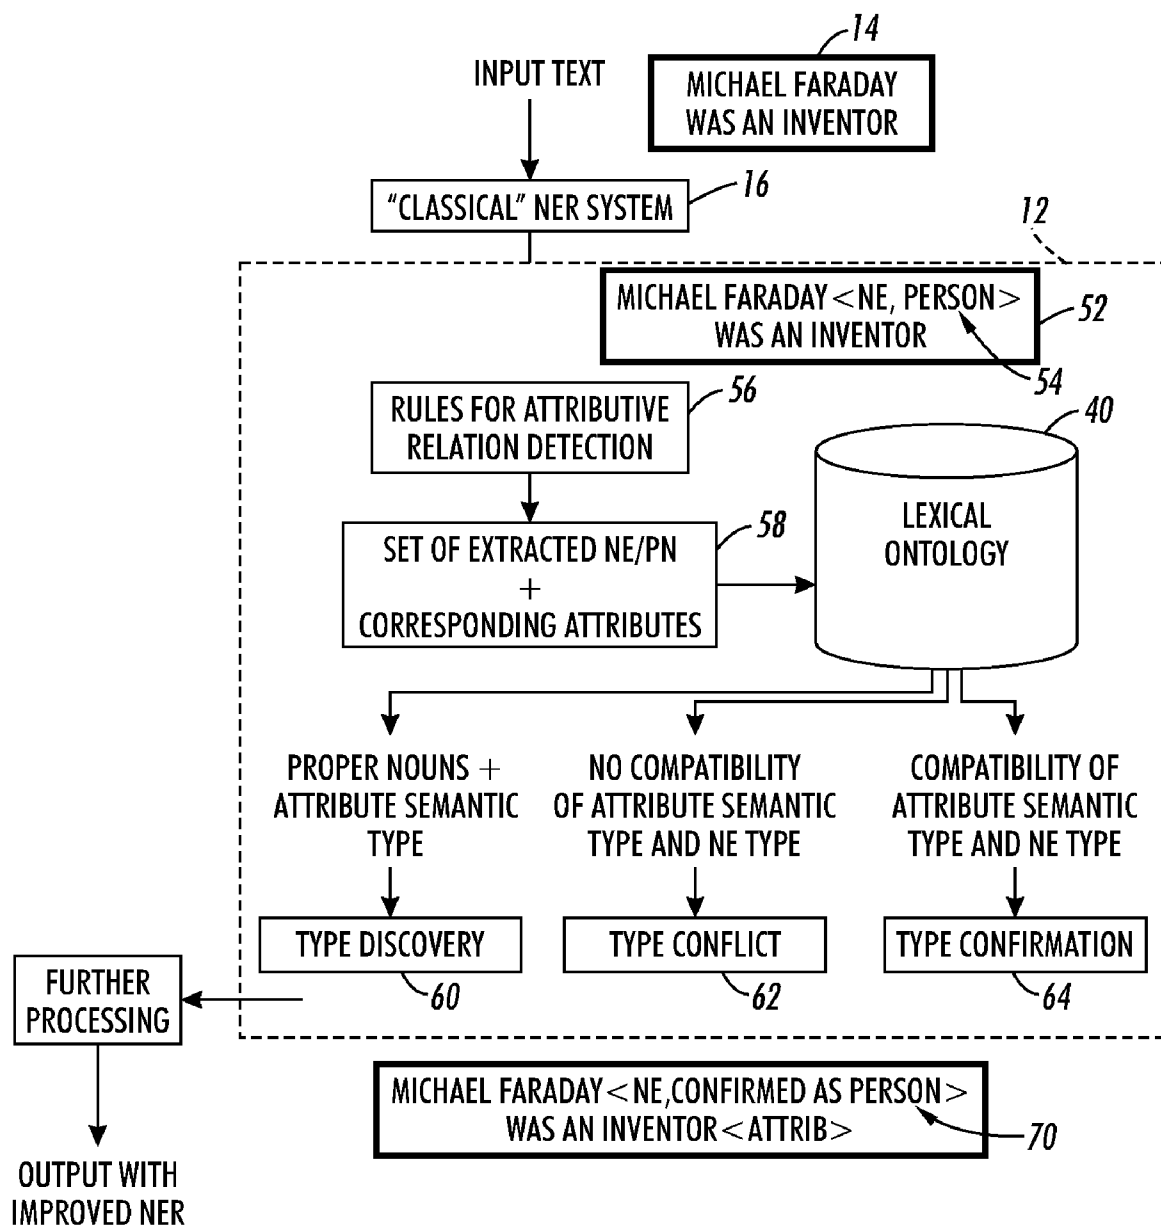 14
INPUT TEXT
MICHAEL FARADAY
WAS AN INVENTOR
16
"CLASSICAL" NER SYSTEM
12
MICHAEL FARADAY<NE, PERSON>
WAS AN INVENTOR
52
54
56
RULES FOR ATTRIBUTIVE
RELATION DETECTION
40
LEXICAL
ONTOLOGY
58
SET OF EXTRACTED NE/PN
+
CORRESPONDING ATTRIBUTES
PROPER NOUNS +
ATTRIBUTE SEMANTIC
TYPE
NO COMPATIBILITY
OF ATTRIBUTE SEMANTIC
TYPE AND NE TYPE
COMPATIBILITY OF
ATTRIBUTE SEMANTIC
TYPE AND NE TYPE
TYPE DISCOVERY
60
TYPE CONFLICT
62
TYPE CONFIRMATION
64
FURTHER
PROCESSING
MICHAEL FARADAY<NE,CONFIRMED AS PERSON>
WAS AN INVENTOR<ATTRIB>
70
OUTPUT WITH
IMPROVED NER